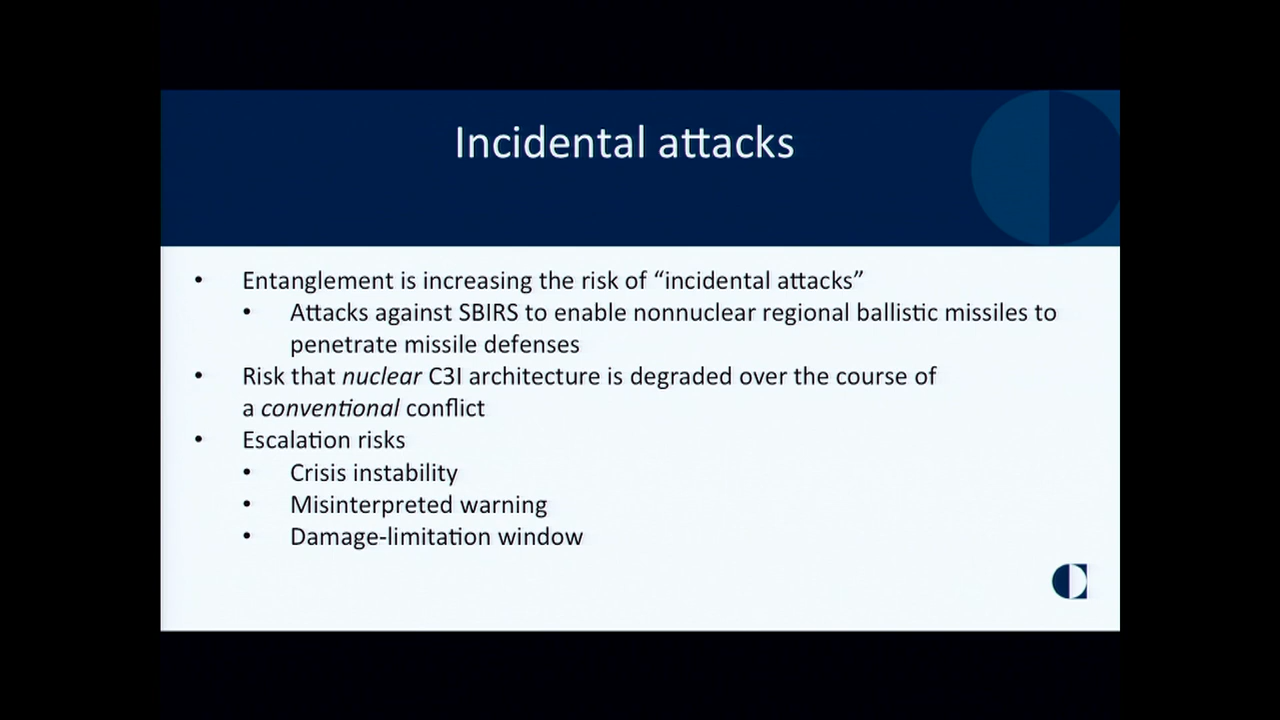 Incidental attacks
• Entanglement is increasing the risk of “incidental attacks”
• Attacks against SBIRS to enable nonnuclear regional ballistic missiles to
penetrate missile defenses
• Risk that nuclear C3I architecture is degraded over the course of
a conventional conflict
• Escalation risks
• Crisis instability
• Misinterpreted warning
• Damage-limitation window